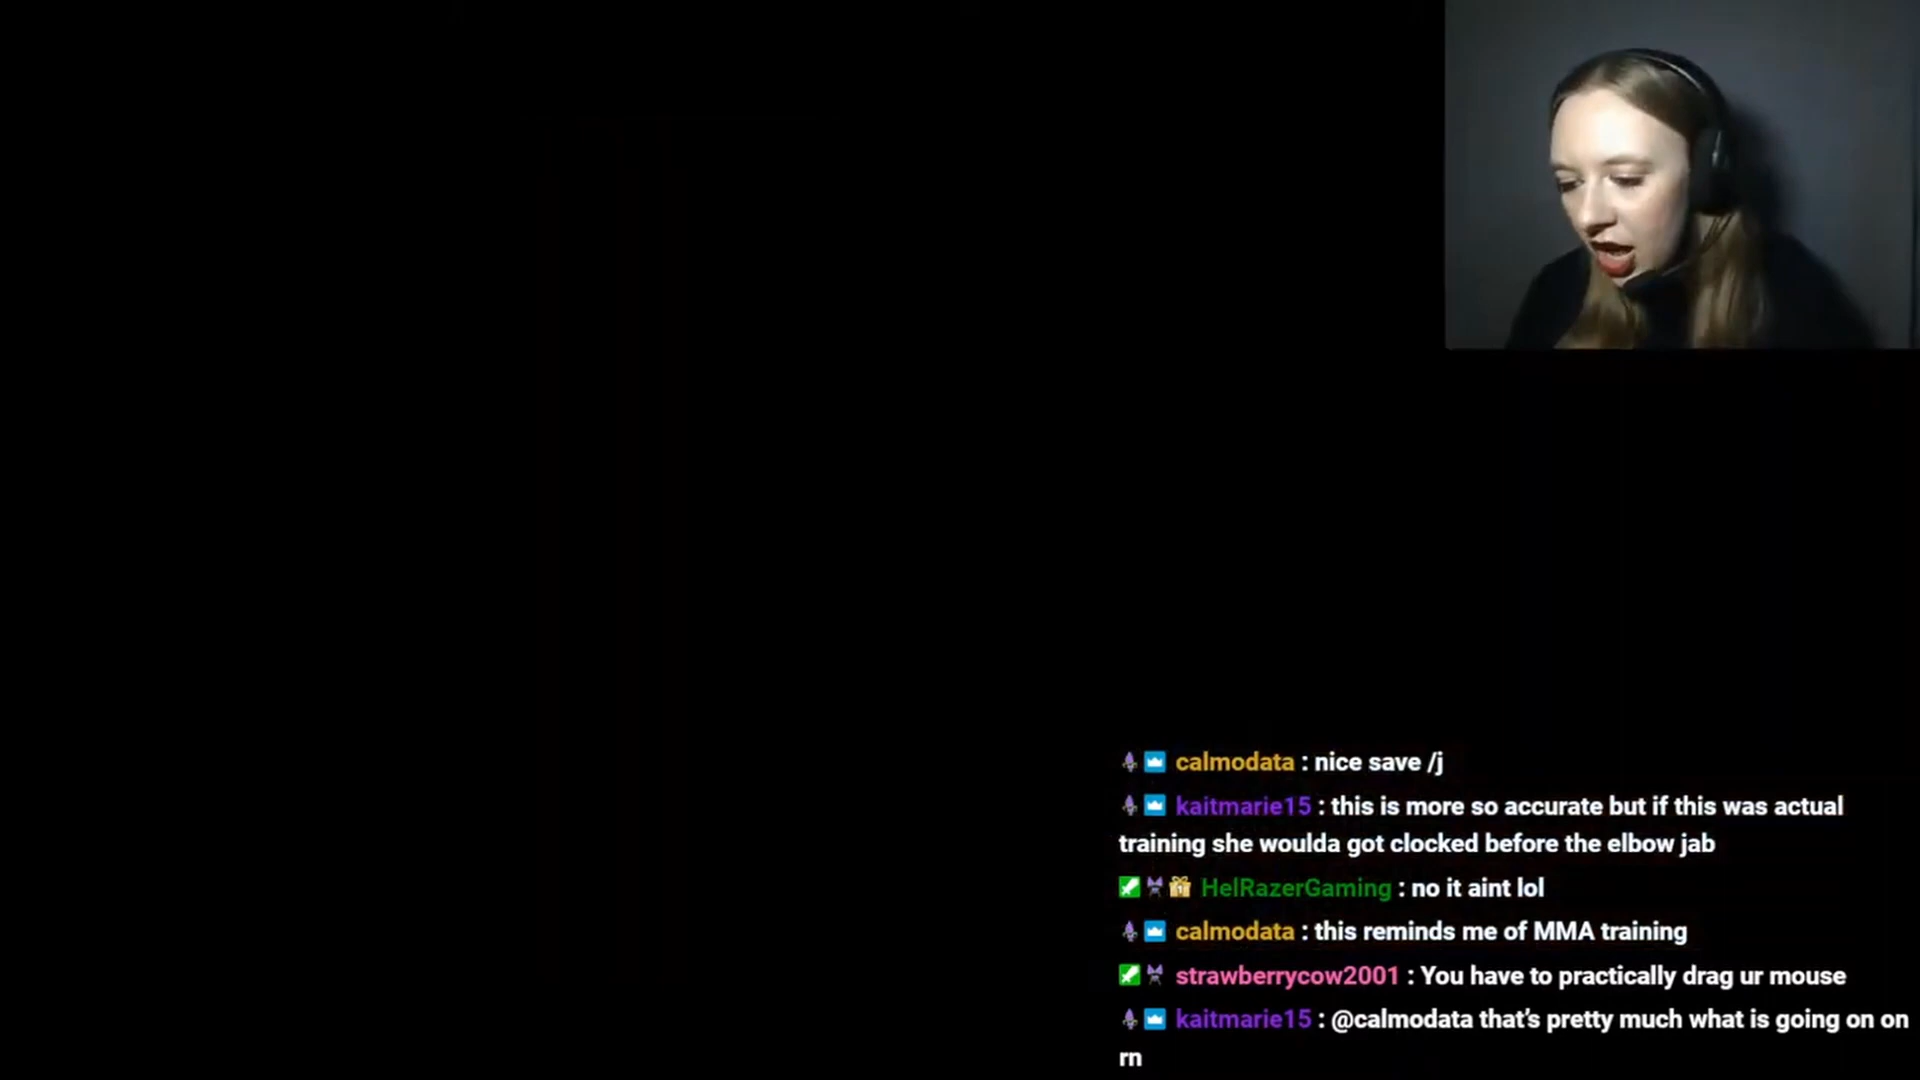 calmodata : nice save /j
kaitmarie15 : this is more so accurate but if this was actual
training she woulda got clocked before the elbow jab
HelRazerGaming : no it aint lol
calmodata : this reminds me of MMA training
strawberrycow2001 : You have to practically drag ur mouse
kaitmarie15 : @calmodata that's pretty much what is going on on
rn